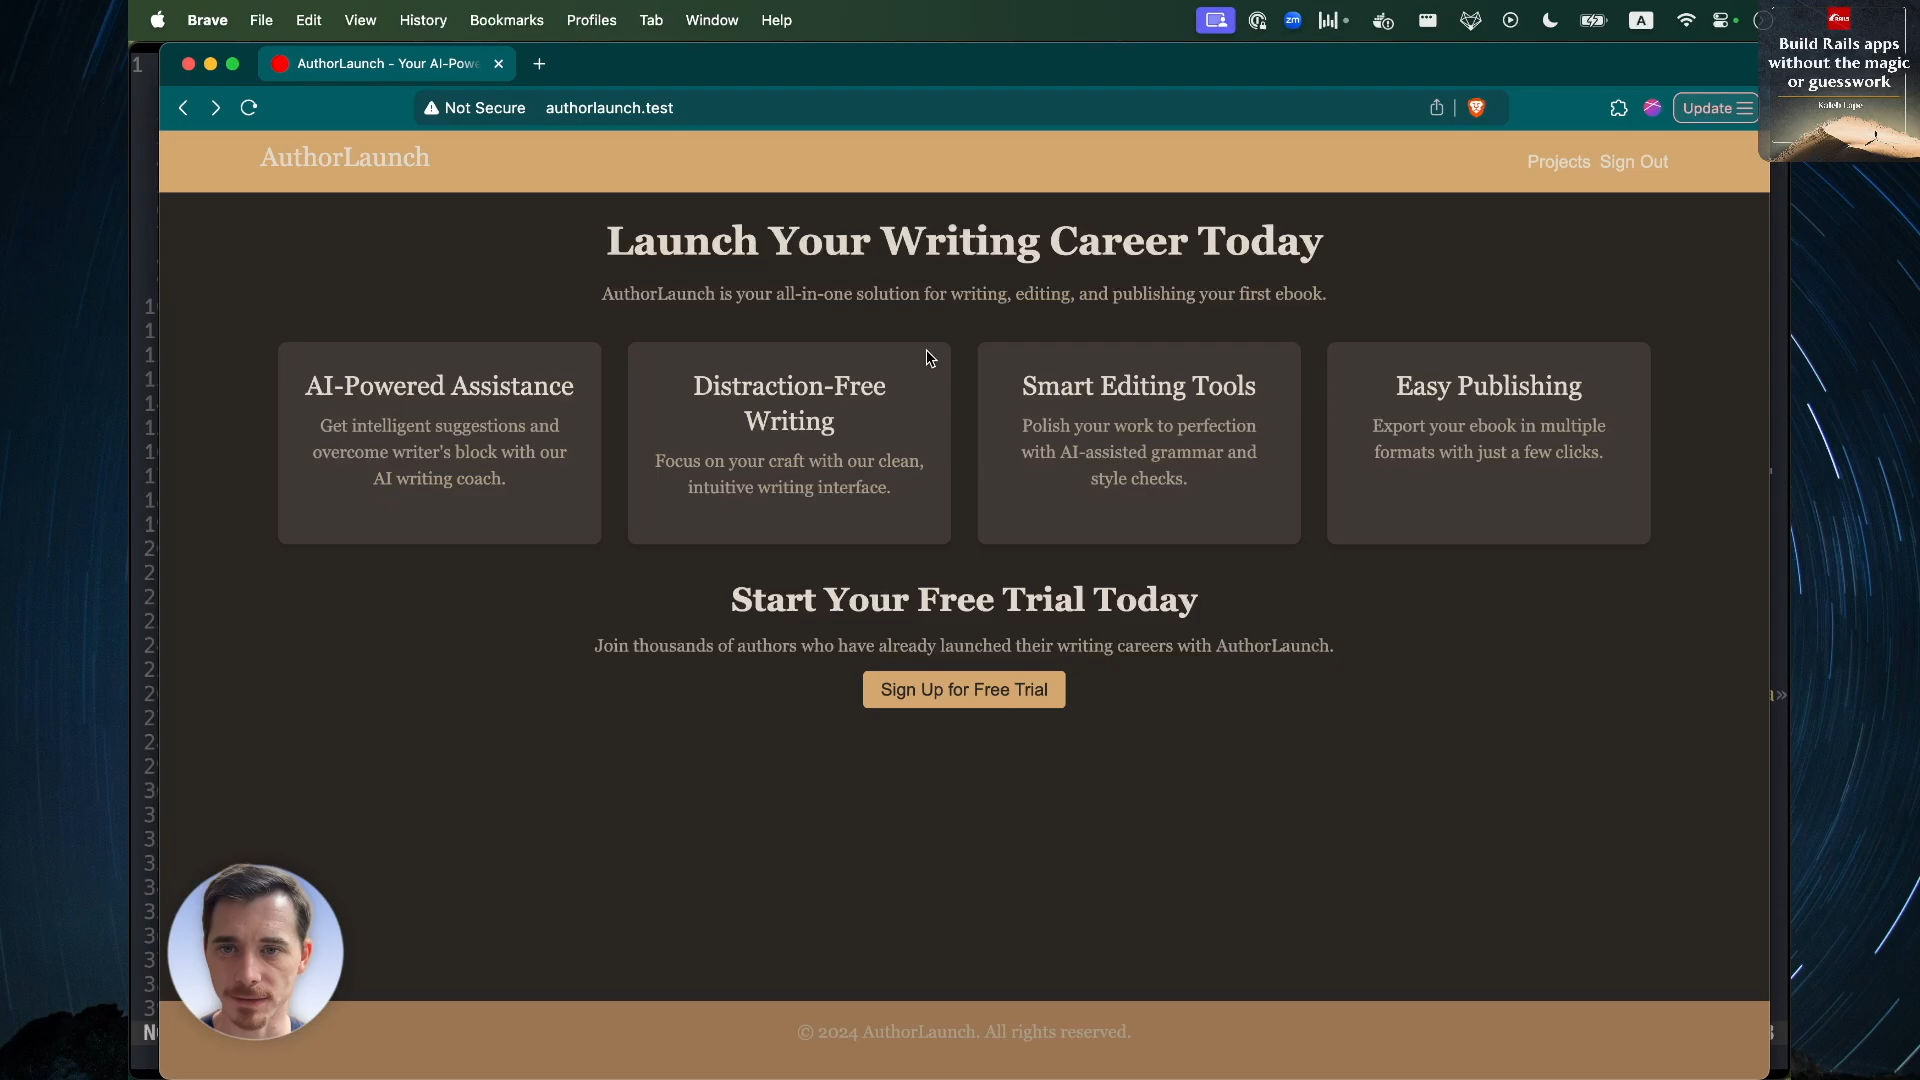 Brave File Edit View History Bookmarks Profiles Tab Window Help
zm
A
AuthorLaunch - Your AI-Powe
Not Secure authorlaunch.test
Update
RAILS
Build Rails apps
without the magic
or guesswork
Kaleb Lape
AuthorLaunch
Projects Sign Out
Launch Your Writing Career Today
AuthorLaunch is your all-in-one solution for writing, editing, and publishing your first ebook.
AI-Powered Assistance
Get intelligent suggestions and
overcome writer's block with our
AI writing coach.
Distraction-Free
Writing
Focus on your craft with our clean,
intuitive writing interface.
Smart Editing Tools
Polish your work to perfection
with AI-assisted grammar and
style checks.
Easy Publishing
Export your ebook in multiple
formats with just a few clicks.
Start Your Free Trial Today
Join thousands of authors who have already launched their writing careers with AuthorLaunch.
Sign Up for Free Trial
© 2024 AuthorLaunch. All rights reserved.